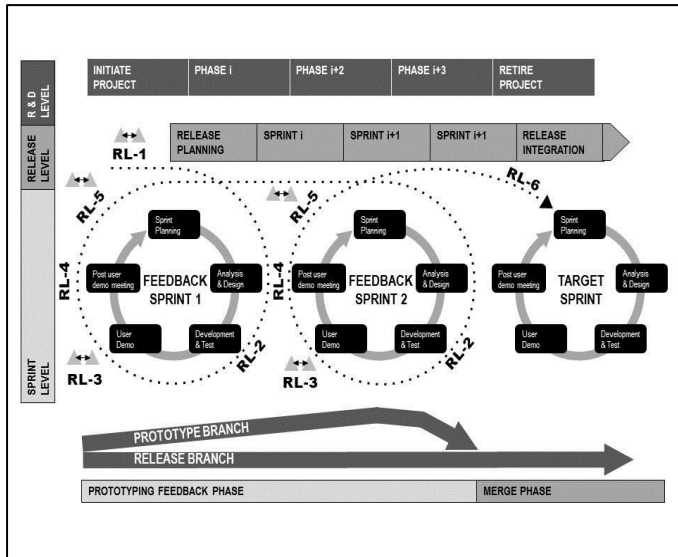 R & D
LEVEL
INITIATE
PROJECT
PHASE i
PHASE i+2
PHASE i+3
RETIRE
PROJECT
RELEASE
LEVEL
RL-1
RELEASE
PLANNING
SPRINT i
SPRINT i+1
SPRINT i+1
RELEASE
INTEGRATION
SPRINT
LEVEL
RL-5
RL-4
RL-3
RL-2
Sprint
Planning
Post user
demo meeting
FEEDBACK
SPRINT 1
Analysis
& Design
User
Demo
Development
& Test
RL-5
RL-4
RL-3
RL-2
Sprint
Planning
Post user
demo meeting
FEEDBACK
SPRINT 2
Analysis
& Design
User
Demo
Development
& Test
RL-6
Sprint
Planning
Post user
demo meeting
TARGET
SPRINT
Analysis
& Design
User
Demo
Development
& Test
PROTOTYPE BRANCH
RELEASE BRANCH
PROTOTYPING FEEDBACK PHASE
MERGE PHASE